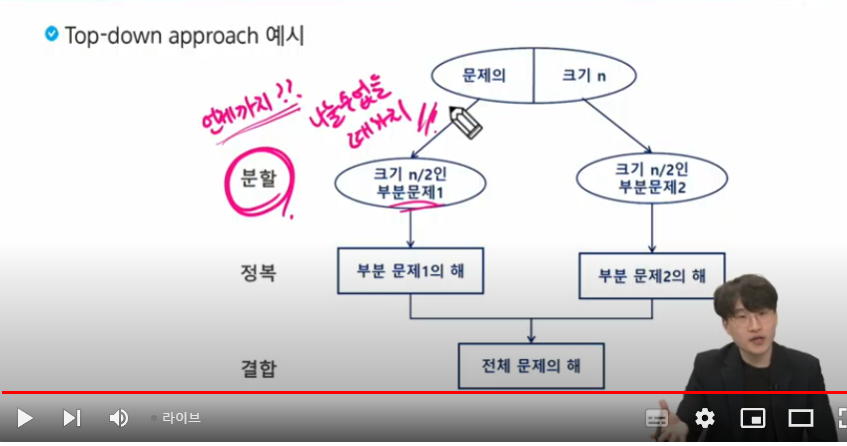 Top-down approach 예시
문제의 크기 n
언제까지??
나눌수없을
때까지!!
분할
크기 n/2인
부분문제1
크기 n/2인
부분문제2
정복
부분 문제1의 해
부분 문제2의 해
결합
전체 문제의 해
라이브